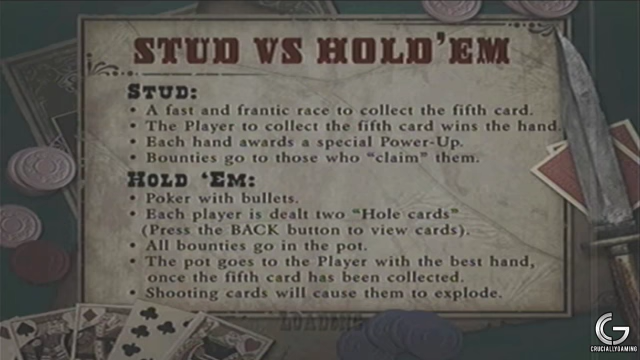 STUD VS HOLD'EM
STUD:
• A fast and frantic race to collect the fifth card.
• The Player to collect the fifth card wins the hand.
• Each hand awards a special Power-Up.
• Bounties go to those who "claim" them.
HOLD 'EM:
• Poker with bullets.
• Each player is dealt two "Hole cards"
(Press the BACK button to view cards).
• All bounties go in the pot.
• The pot goes to the Player with the best hand,
once the fifth card has been collected.
• Shooting cards will cause them to explode.
LOADING
CRUCIALLYGAMING